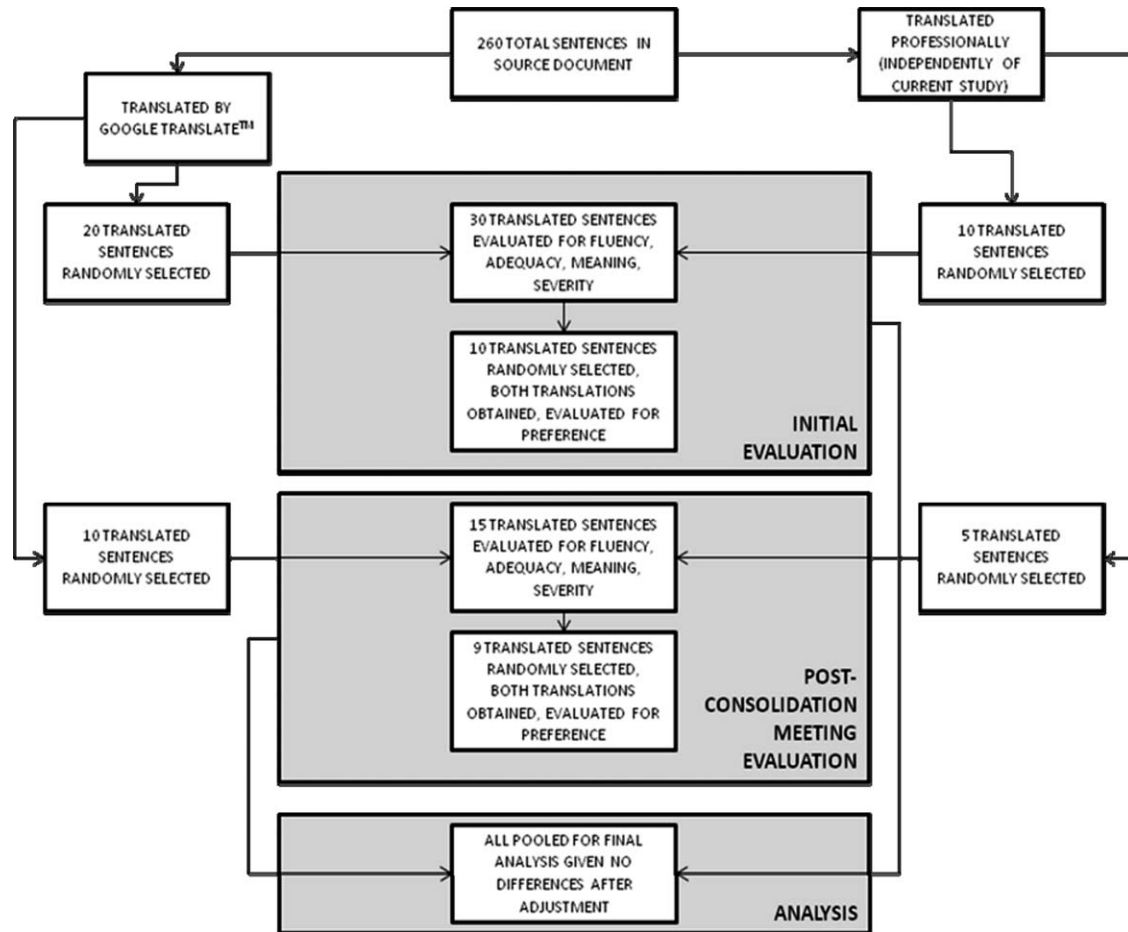 260 TOTAL SENTENCES IN
SOURCE DOCUMENT
TRANSLATED
PROFESSIONALLY
(INDEPENDENTLY OF
CURRENT STUDY)
TRANSLATED BY
GOOGLE TRANSLATE™
20 TRANSLATED
SENTENCES
RANDOMLY SELECTED
30 TRANSLATED SENTENCES
EVALUATED FOR FLUENCY,
ADEQUACY, MEANING,
SEVERITY
10 TRANSLATED
SENTENCES
RANDOMLY SELECTED
10 TRANSLATED SENTENCES
RANDOMLY SELECTED,
BOTH TRANSLATIONS
OBTAINED, EVALUATED FOR
PREFERENCE
INITIAL
EVALUATION
10 TRANSLATED
SENTENCES
RANDOMLY SELECTED
15 TRANSLATED SENTENCES
EVALUATED FOR FLUENCY,
ADEQUACY, MEANING,
SEVERITY
5 TRANSLATED
SENTENCES
RANDOMLY SELECTED
9 TRANSLATED SENTENCES
RANDOMLY SELECTED,
BOTH TRANSLATIONS
OBTAINED, EVALUATED FOR
PREFERENCE
POST-
CONSOLIDATION
MEETING
EVALUATION
ALL POOLED FOR FINAL
ANALYSIS GIVEN NO
DIFFERENCES AFTER
ADJUSTMENT
ANALYSIS